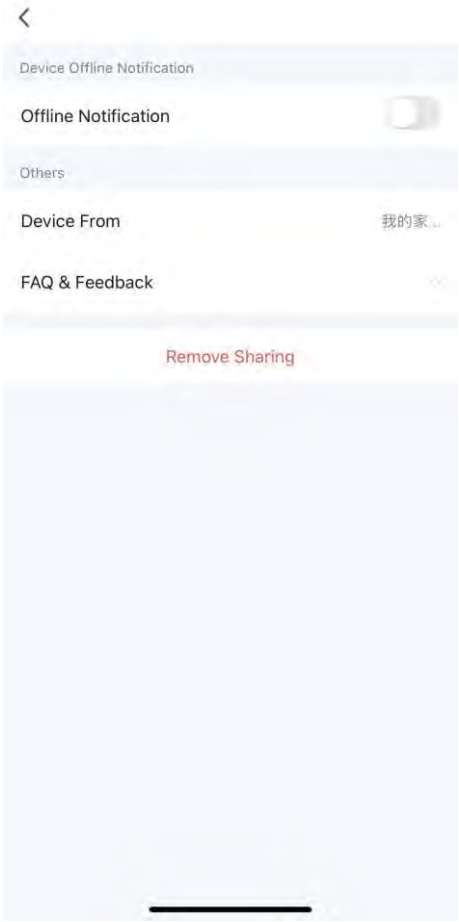 Device Offline Notification
Offline Notification
Others
Device From 我的家 ..
FAQ & Feedback
Remove Sharing